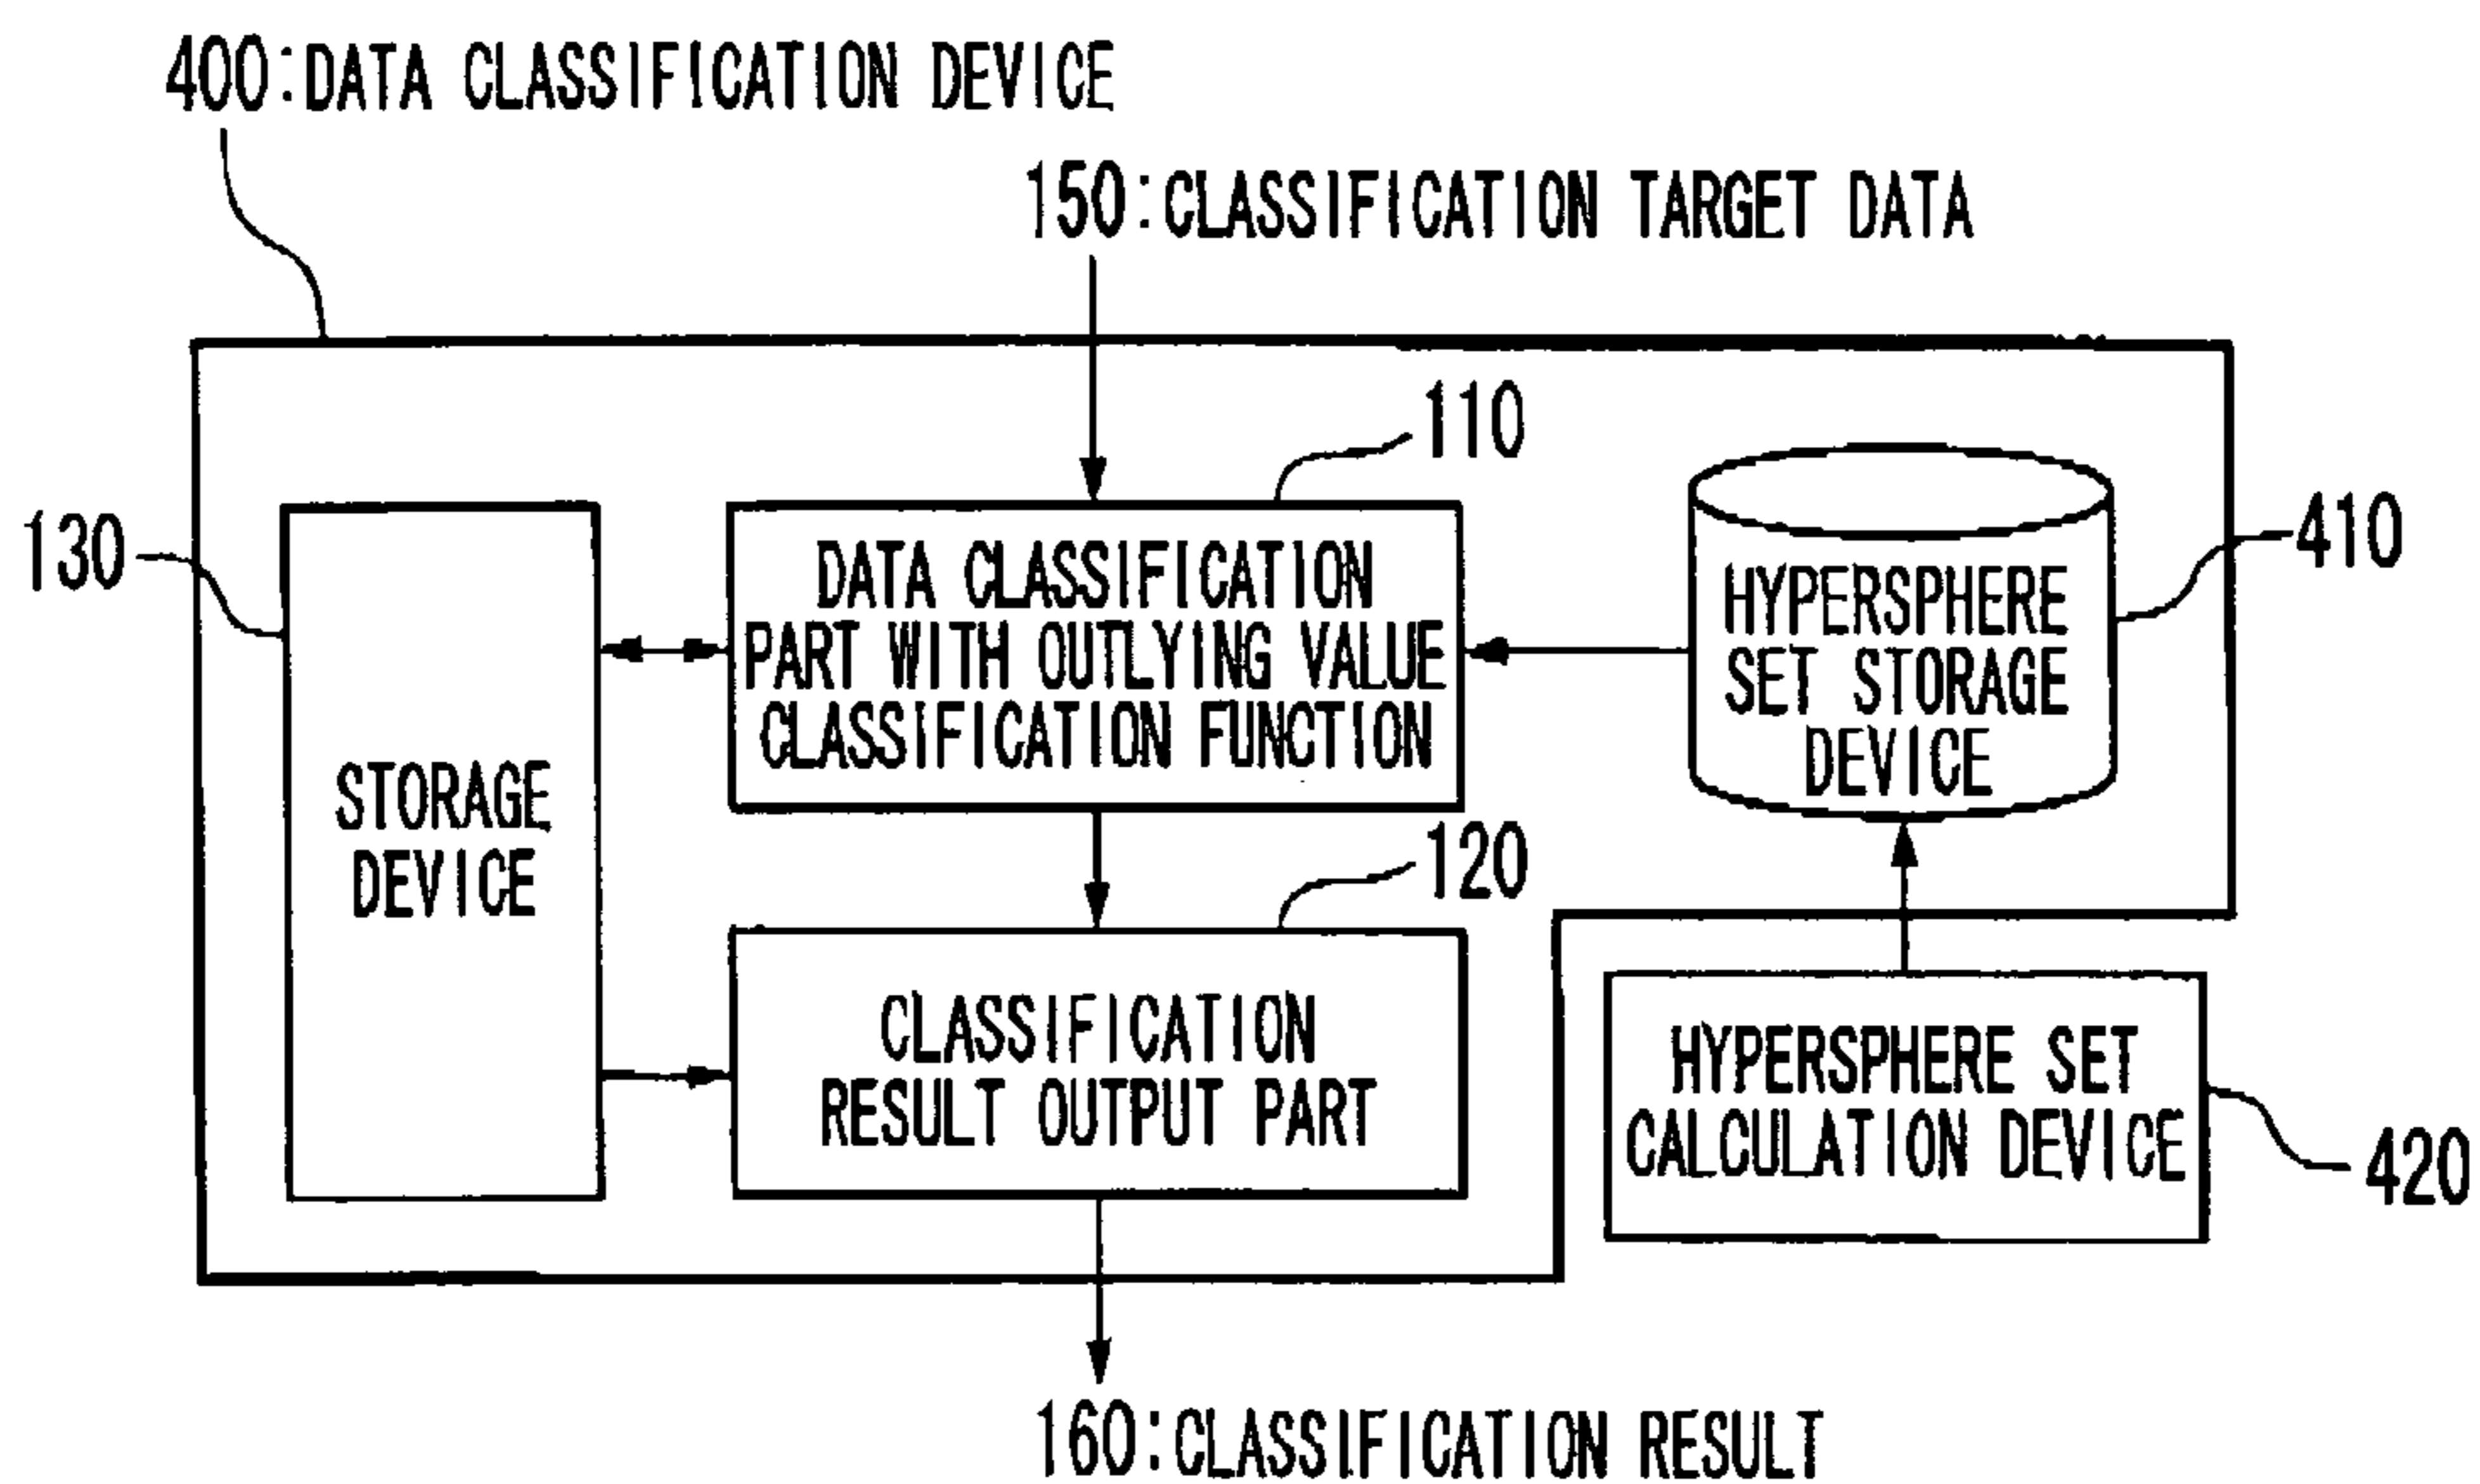 400:DATA CLASSIFICATION DEVICE
150:CLASSIFICATION TARGET DATA
110
130
410
DATA CLASSIFICATION
PART WITH OUTLYING VALUE
CLASSIFICATION FUNCTION
HYPERSPHERE
SET STORAGE
DEVICE
STORAGE
DEVICE
120
CLASSIFICATION
RESULT OUTPUT PART
HYPERSPHERE SET
CALCULATION DEVICE
420
160:CLASSIFICATION RESULT